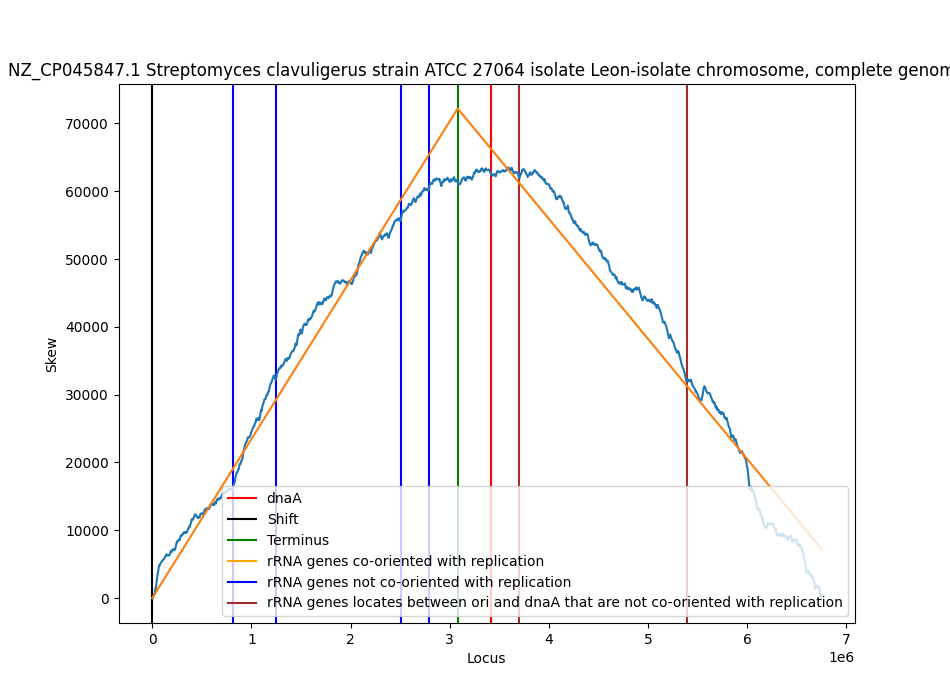 NZ_CP045847.1 Streptomyces clavuligerus strain ATCC 27064 isolate Leon-isolate chromosome, complete genom
70000
60000
50000
40000
30000
20000
10000
0
Skew
dnaA
Shift
Terminus
rRNA genes co-oriented with replication
rRNA genes not co-oriented with replication
rRNA genes locates between ori and dnaA that are not co-oriented with replication
0 1 2 3 4 5 6 7
1e6
Locus